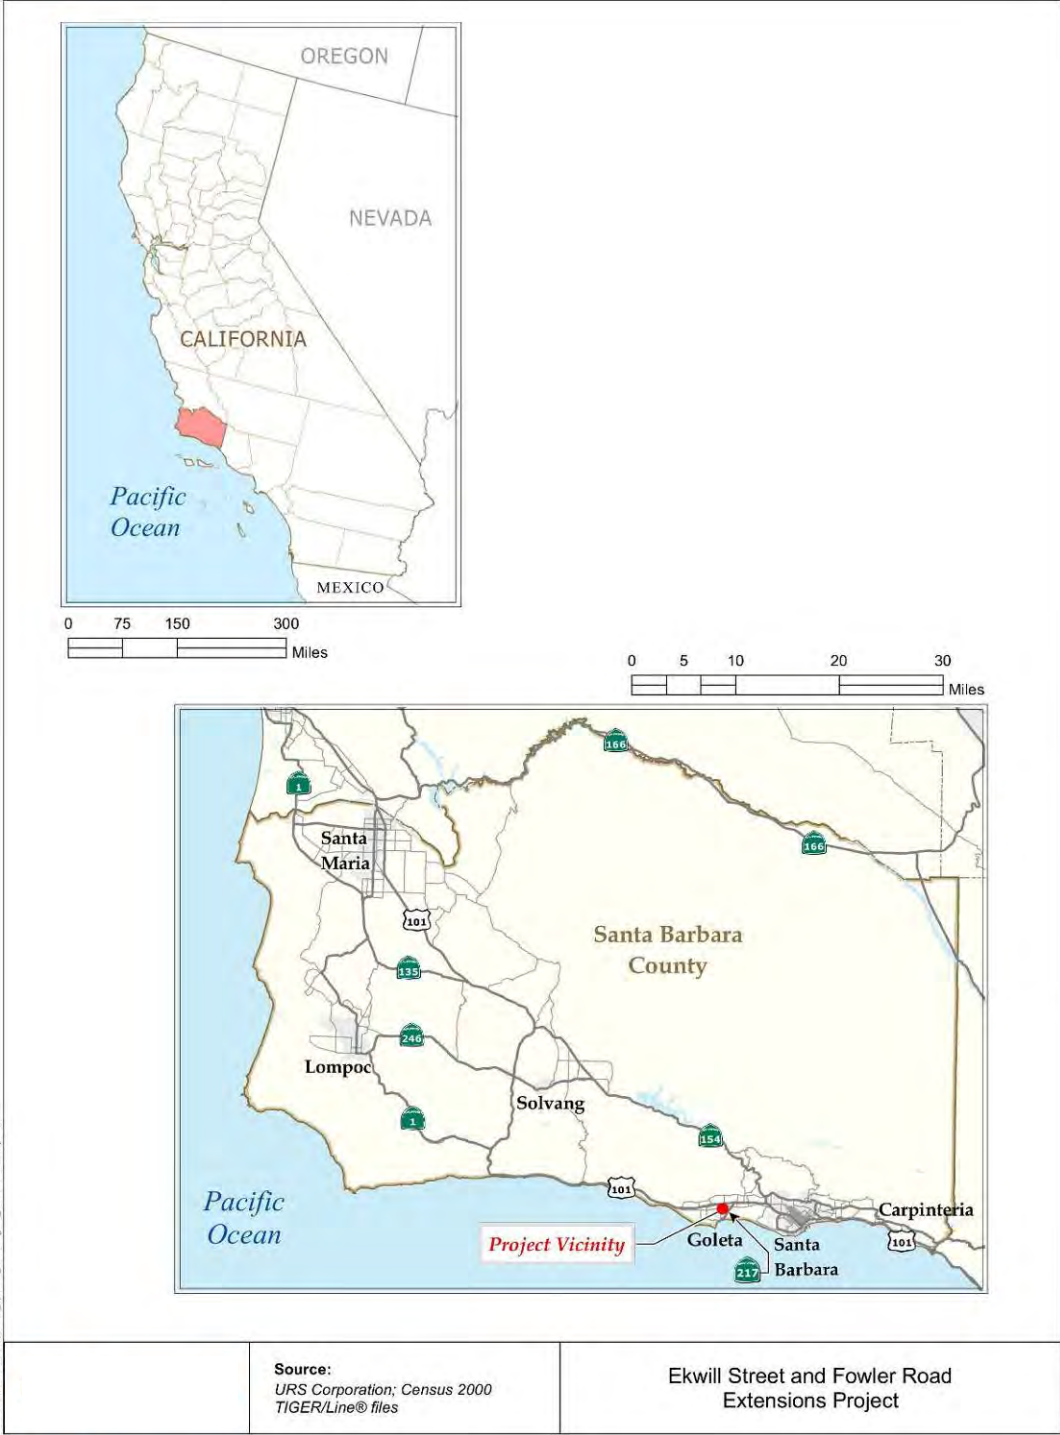 OREGON
NEVADA
CALIFORNIA
Pacific
Ocean
MEXICO
0 75 150 300
Miles
0 5 10 20 30
Miles
166
1
166
Santa
Maria
101
Santa Barbara
County
135
246
Lompoc
Solvang
1
154
101
Pacific
Ocean
Carpinteria
Project Vicinity
Goleta
Santa
Barbara
101
217
Source:
URS Corporation; Census 2000
TIGER/Line® files
Ekwill Street and Fowler Road
Extensions Project